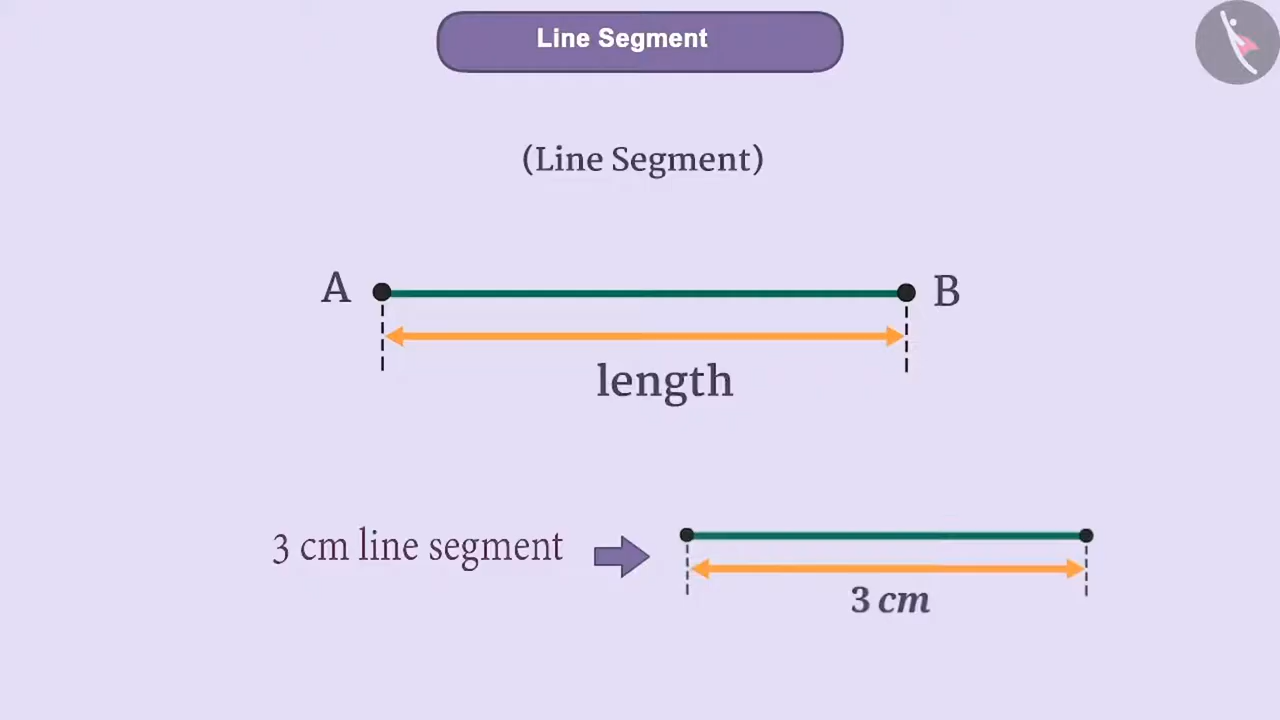 Line Segment
(Line Segment)
A B
length
3 cm line segment
3 cm